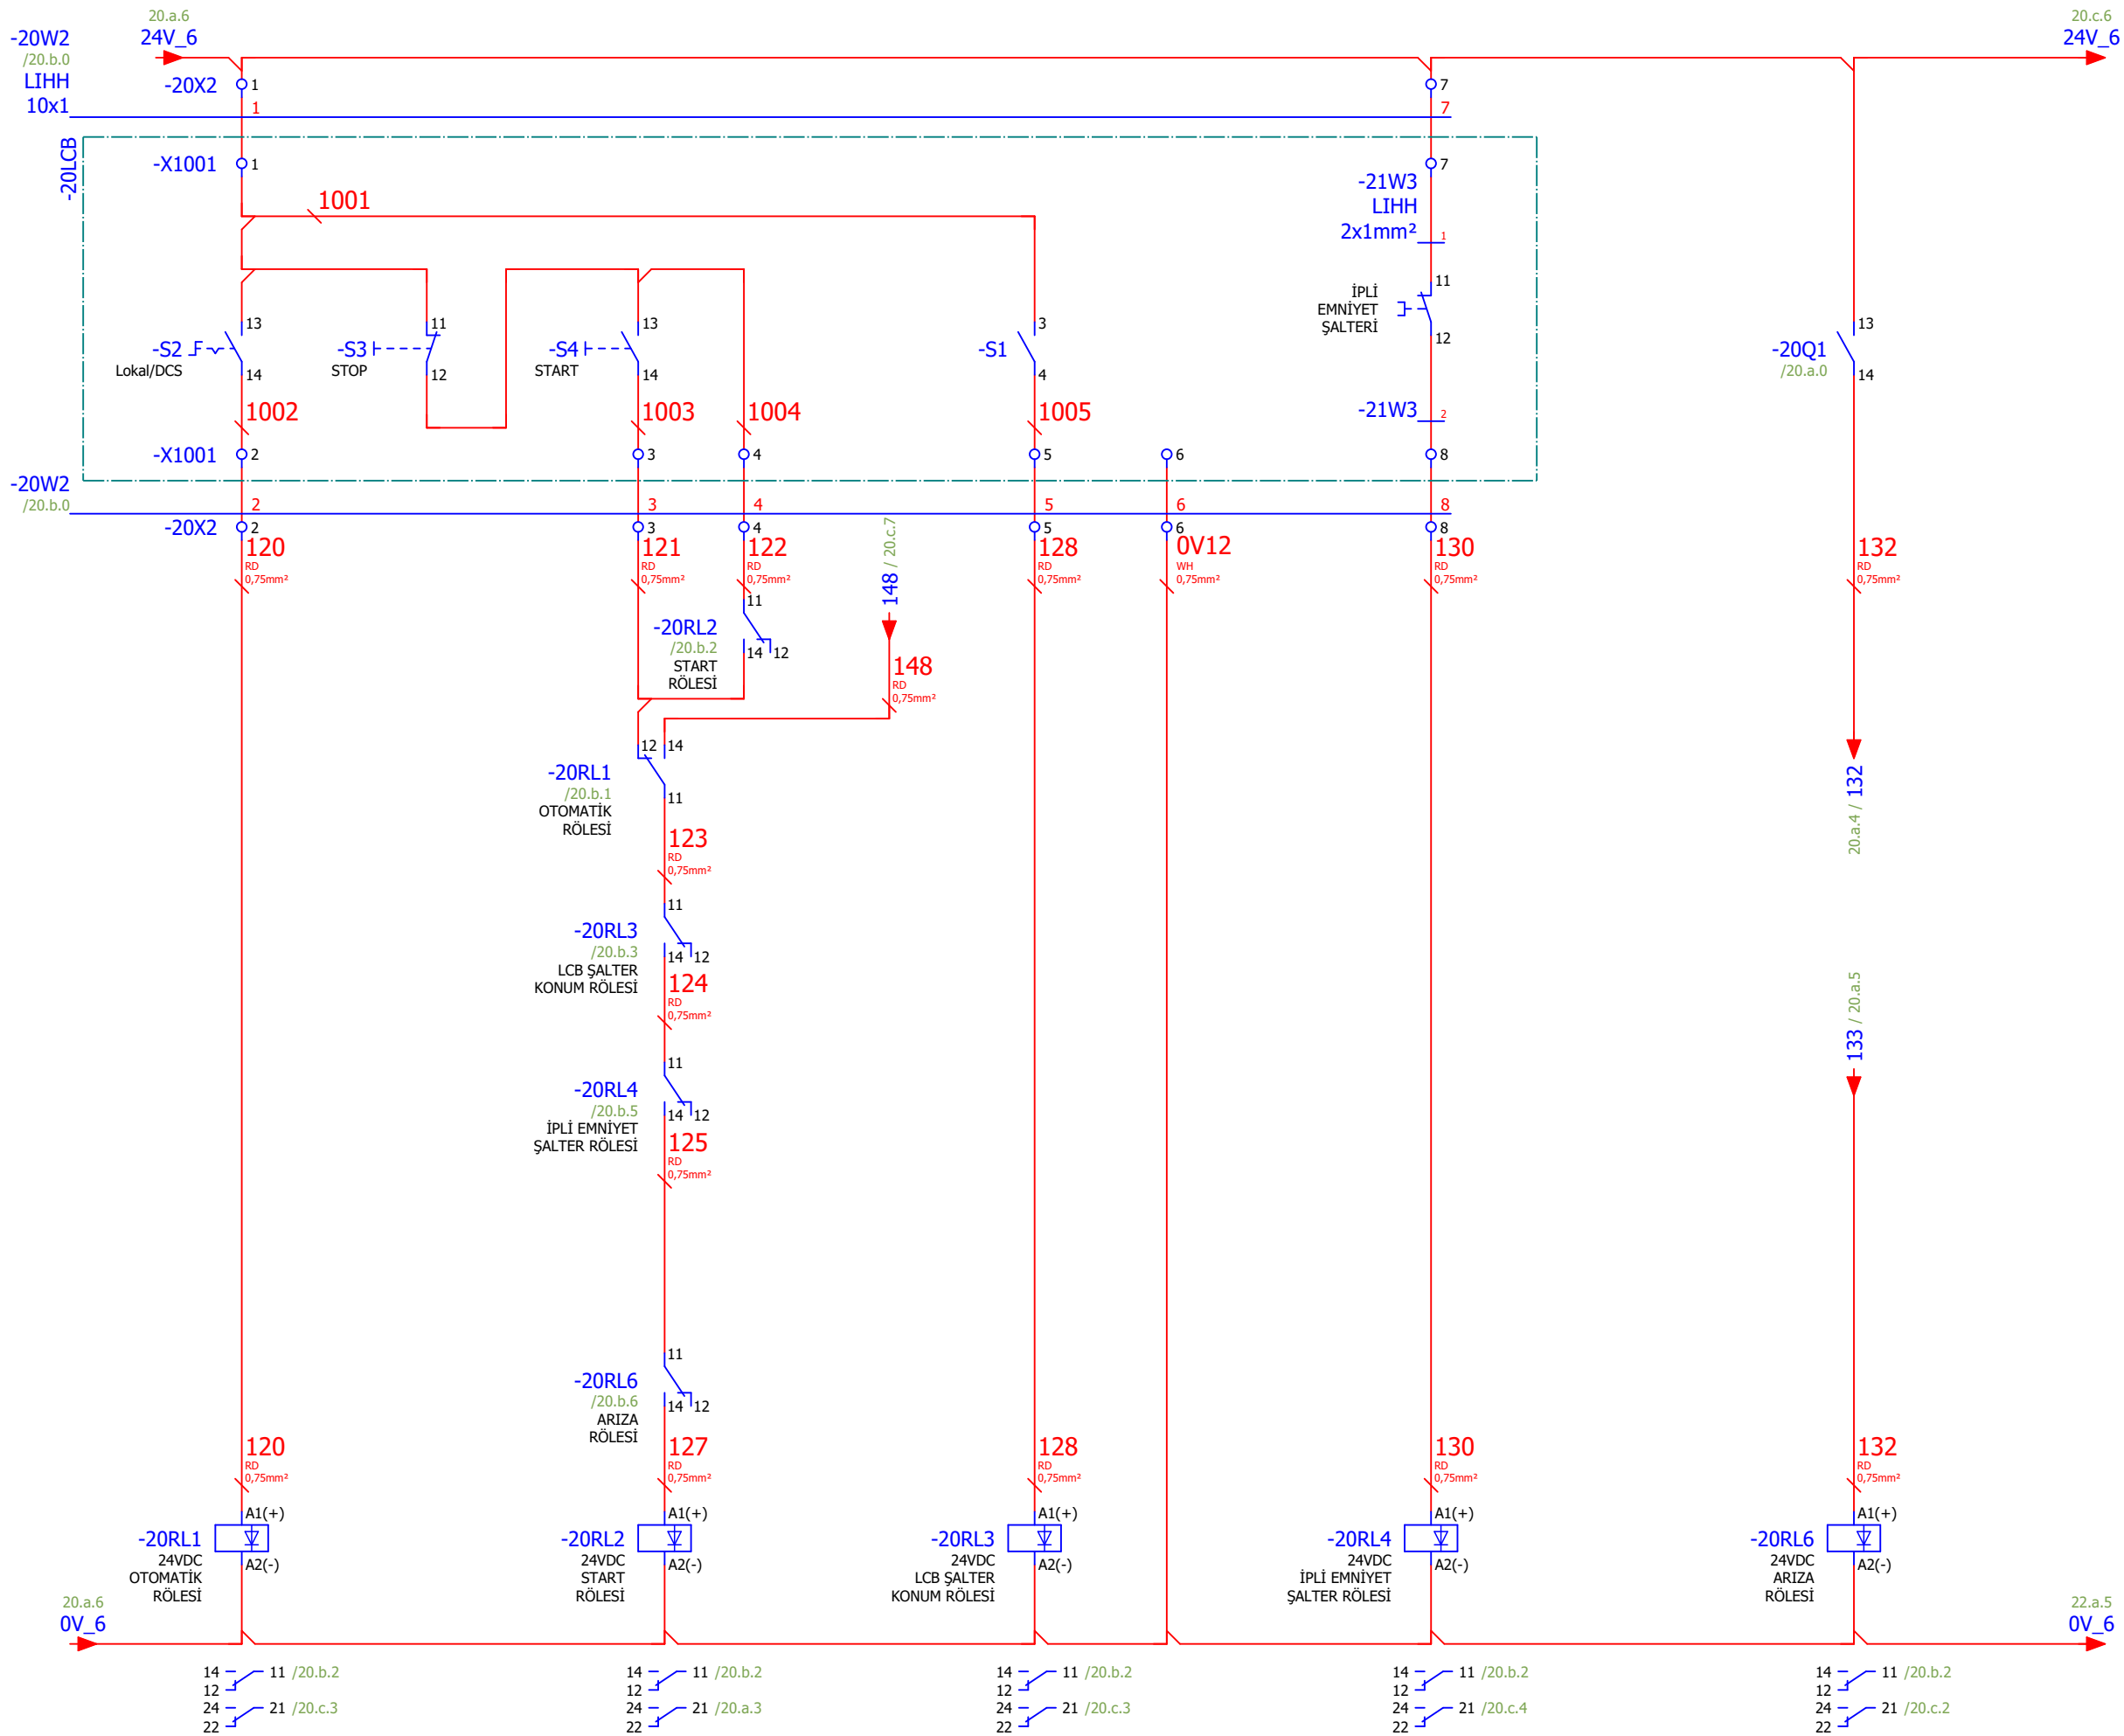 20.a.6
24V_6
20.c.6
24V_6
-20W2
/20.b.0
LIHH
10x1
-20X2
1
7
1
7
-20LCB
-X1001
1
7
-21W3
LIHH
2x1mm²
1
1001
11
İPLİ
EMNİYET
ŞALTERİ
12
13
-S2
Lokal/DCS
14
11
-S3
STOP
12
13
-S4
START
14
3
-S1
4
13
-20Q1
/20.a.0
14
1002
1003
1004
1005
-21W3
2
-X1001
2
3
4
5
6
8
-20W2
/20.b.0
2
3
4
5
6
8
-20X2
2
3
4
5
6
8
120
RD
0,75mm²
121
RD
0,75mm²
122
RD
0,75mm²
148 / 20.c.7
128
RD
0,75mm²
0V12
WH
0,75mm²
130
RD
0,75mm²
132
RD
0,75mm²
11
-20RL2
/20.b.2
START
RÖLESİ
14
12
148
RD
0,75mm²
12
14
-20RL1
/20.b.1
OTOMATİK
RÖLESİ
11
20.a.4 / 132
123
RD
0,75mm²
11
-20RL3
/20.b.3
LCB ŞALTER
KONUM RÖLESİ
14
12
124
RD
0,75mm²
133 / 20.a.5
11
-20RL4
/20.b.5
İPLİ EMNİYET
ŞALTER RÖLESİ
14
12
125
RD
0,75mm²
11
-20RL6
/20.b.6
ARIZA
RÖLESİ
14
12
120
RD
0,75mm²
127
RD
0,75mm²
128
RD
0,75mm²
130
RD
0,75mm²
132
RD
0,75mm²
A1(+)
-20RL1
24VDC
OTOMATİK
RÖLESİ
A2(-)
A1(+)
-20RL2
24VDC
START
RÖLESİ
A2(-)
A1(+)
-20RL3
24VDC
LCB ŞALTER
KONUM RÖLESİ
A2(-)
A1(+)
-20RL4
24VDC
İPLİ EMNİYET
ŞALTER RÖLESİ
A2(-)
A1(+)
-20RL6
24VDC
ARIZA
RÖLESİ
A2(-)
20.a.6
0V_6
22.a.5
0V_6
14
11 /20.b.2
12
24
21 /20.c.3
22
14
11 /20.b.2
12
24
21 /20.a.3
22
14
11 /20.b.2
12
24
21 /20.c.3
22
14
11 /20.b.2
12
24
21 /20.c.4
22
14
11 /20.b.2
12
24
21 /20.c.2
22